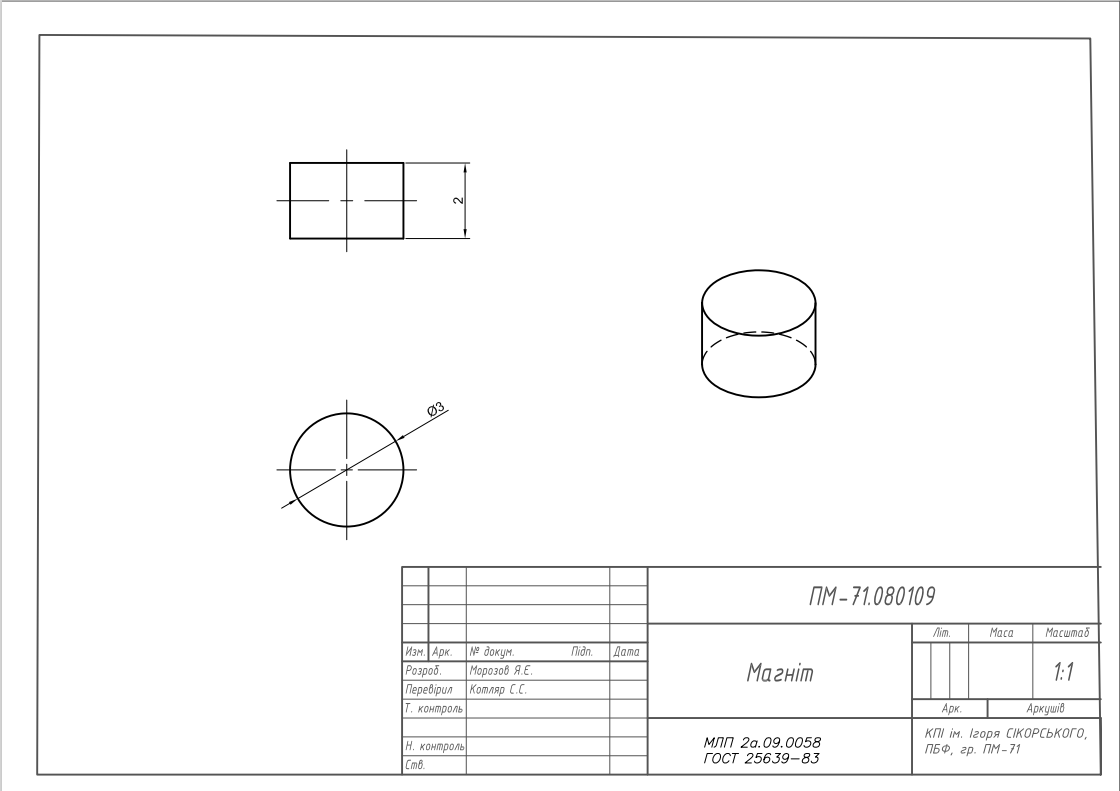 2
Ø3
ПМ-71.080109
Літ. Маса Масштаб
Изм. Арк. № докум. Підп. Дата
Розроб. Морозов Я.Є.
Магніт
1:1
Перевірил Котляр С.С.
Т. контроль
Арк. Аркушів
КПІ ім. Ігоря СІКОРСЬКОГО,
ПБФ, гр. ПМ-71
МЛП 2а.09.0058
ГОСТ 25639-83
Н. контроль
Ств.